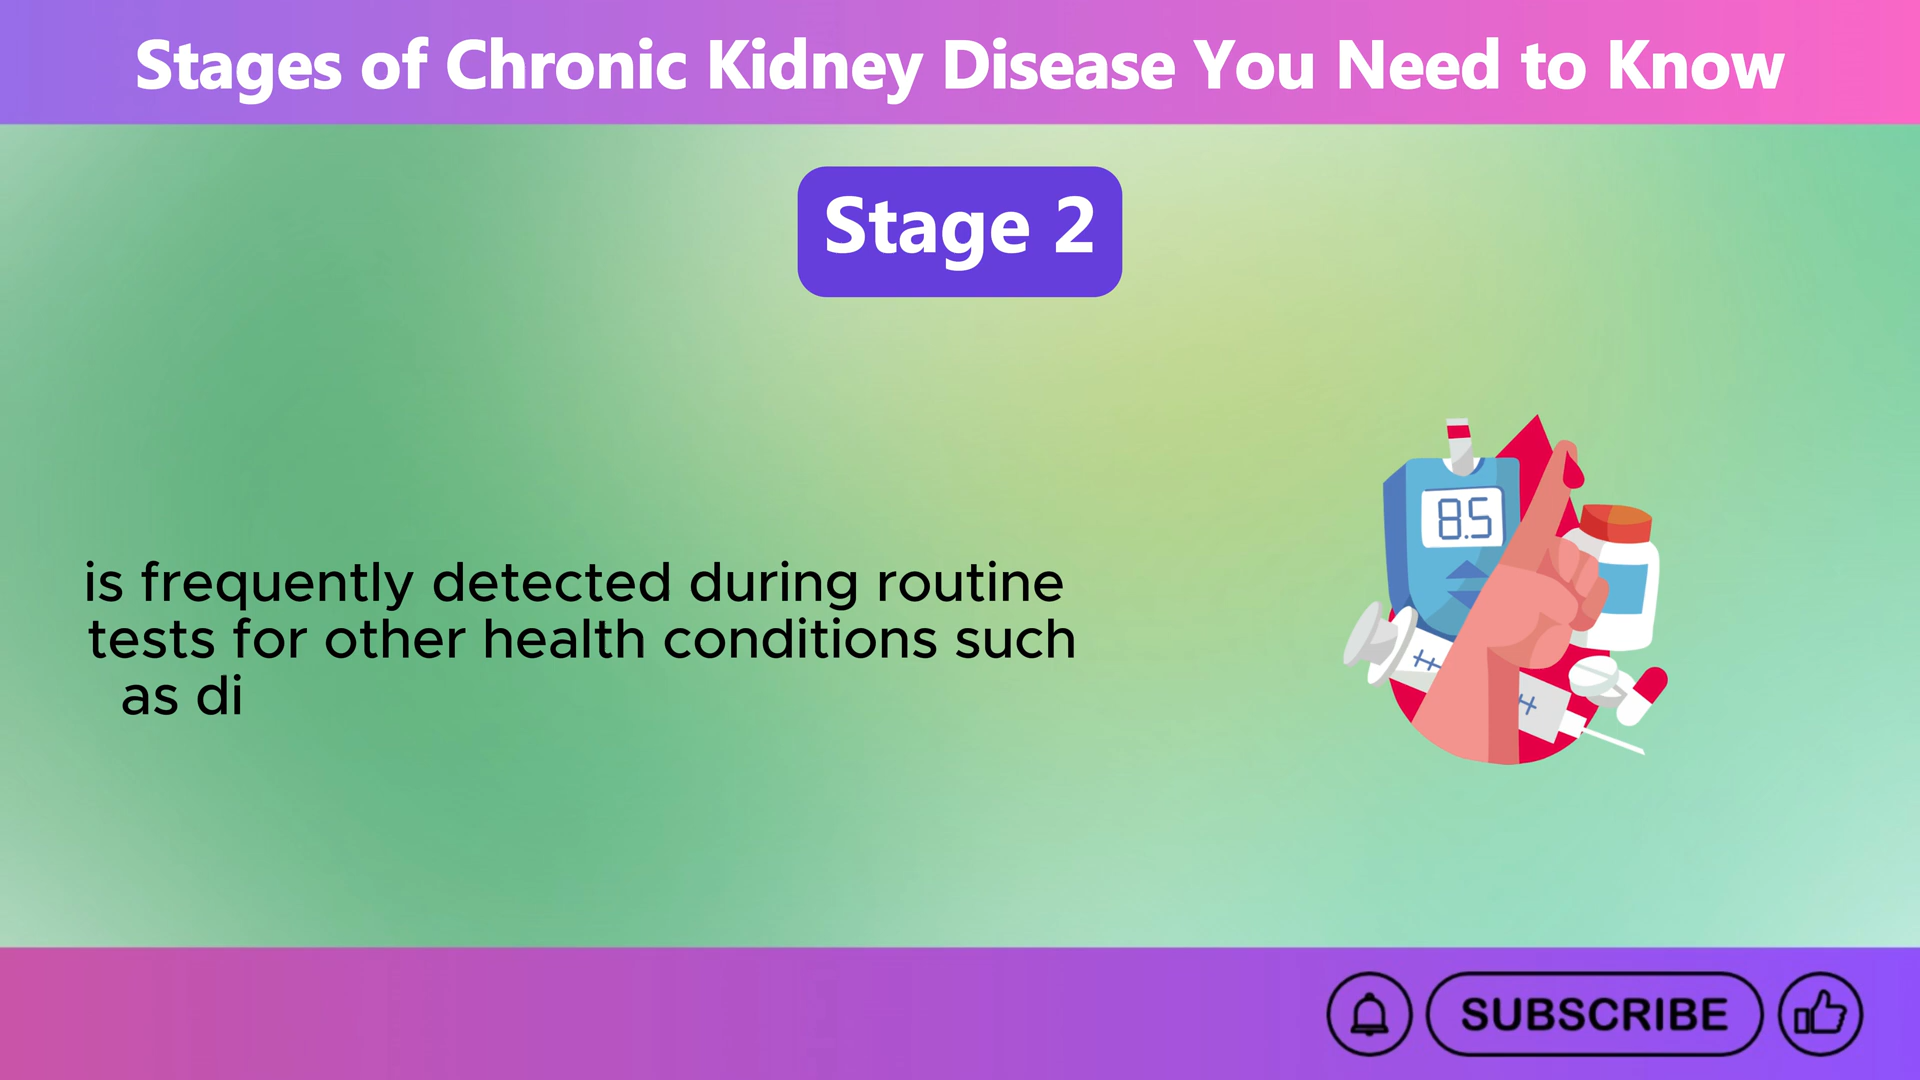 Stages of Chronic Kidney Disease You Need to Know
Stage 2
8.5
is frequently detected during routine
tests for other health conditions such
as di
SUBSCRIBE